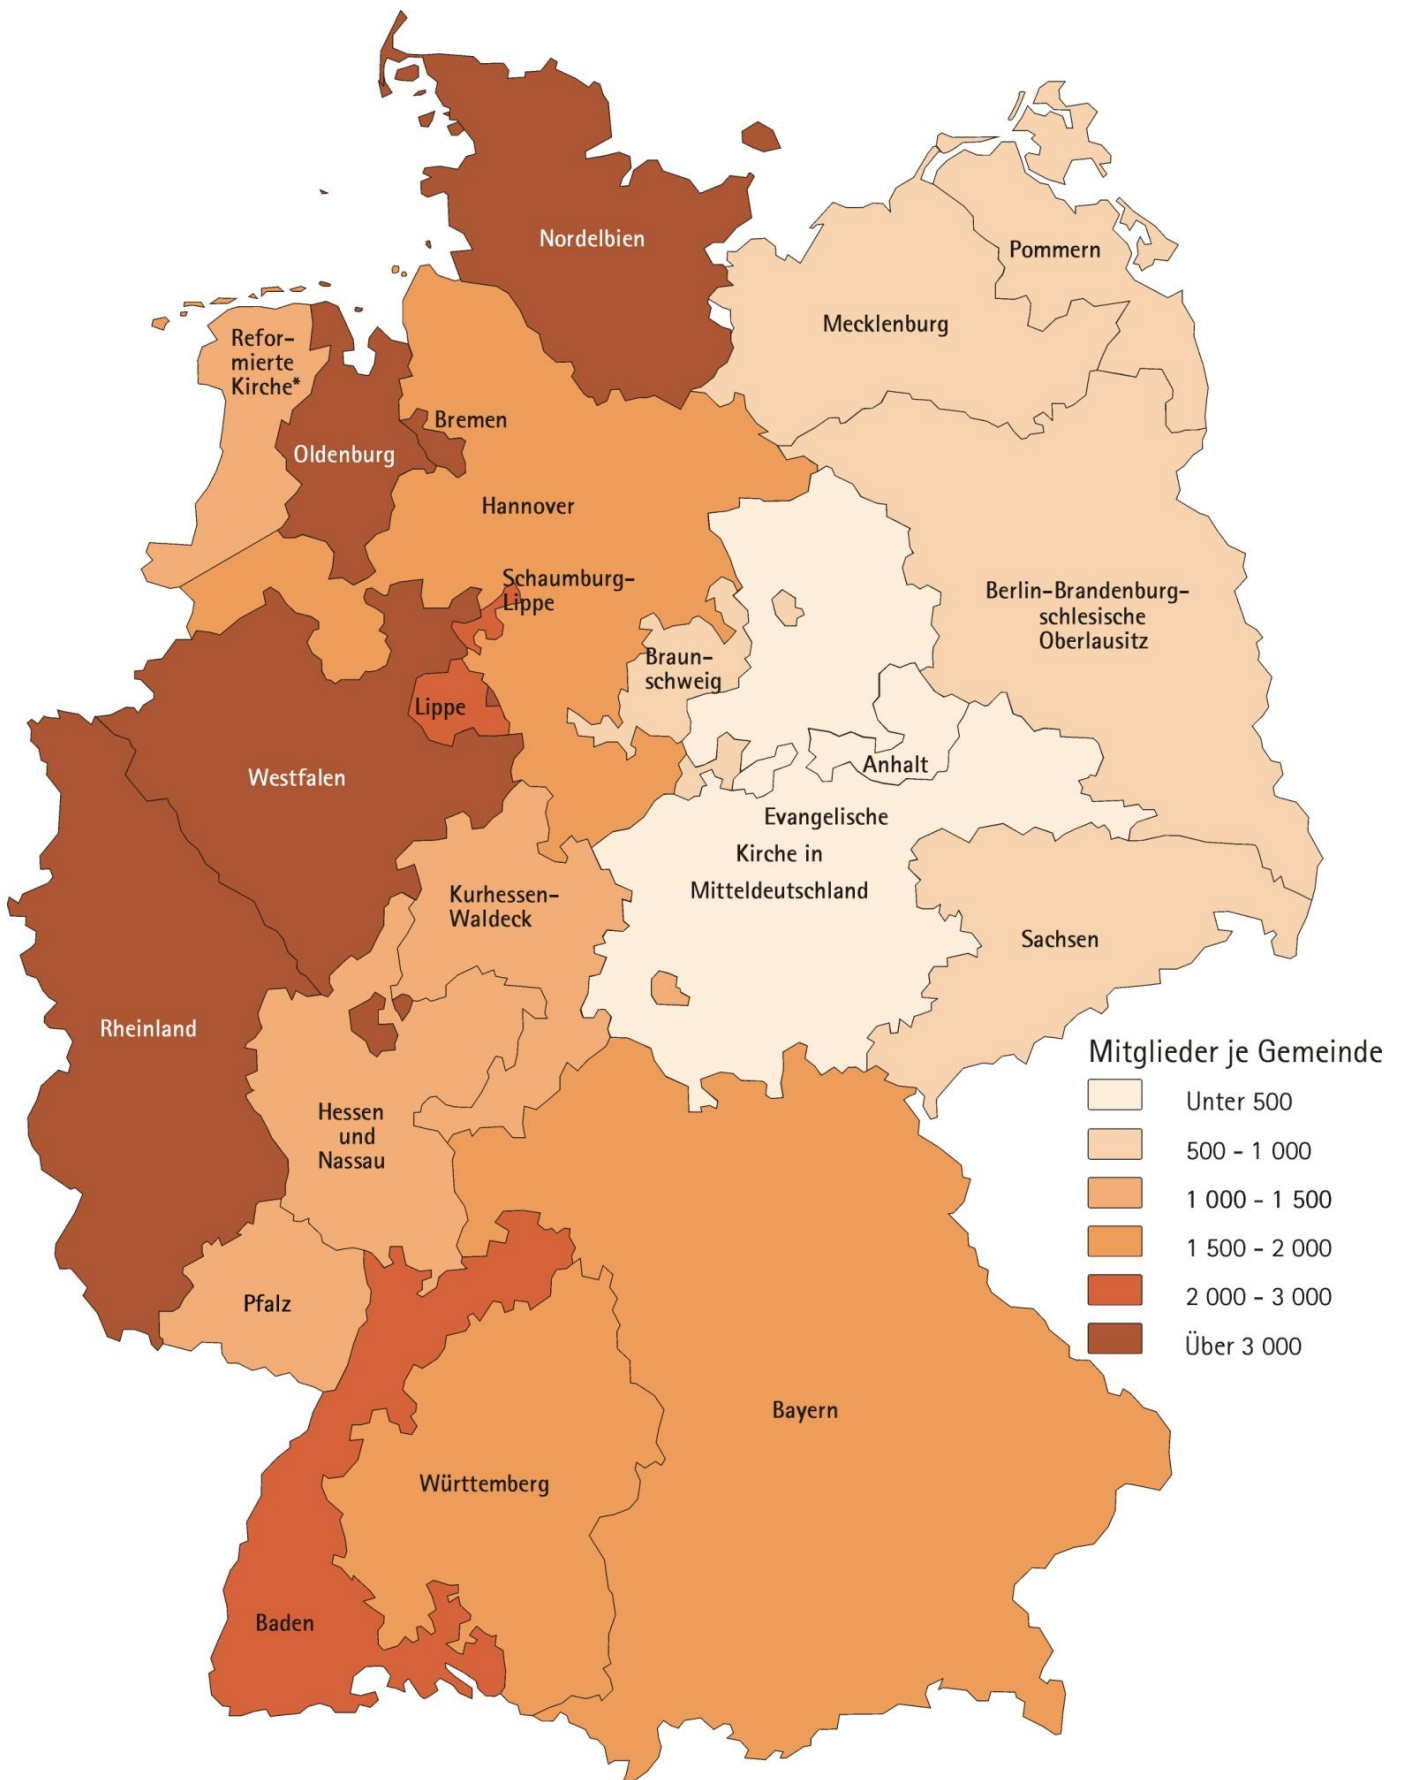 Nordelbien
Pommern
Mecklenburg
Refor-
mierte
Kirche*
Bremen
Oldenburg
Hannover
Schaumburg-
Lippe
Berlin-Brandenburg-
schlesische
Oberlausitz
Braun-
schweig
Lippe
Westfalen
Anhalt
Evangelische
Kirche in
Mitteldeutschland
Kurhessen-
Waldeck
Sachsen
Rheinland
Hessen
und
Nassau
Pfalz
Bayern
Württemberg
Baden
Mitglieder je Gemeinde
Unter 500
500 - 1 000
1 000 - 1 500
1 500 - 2 000
2 000 - 3 000
Über 3 000